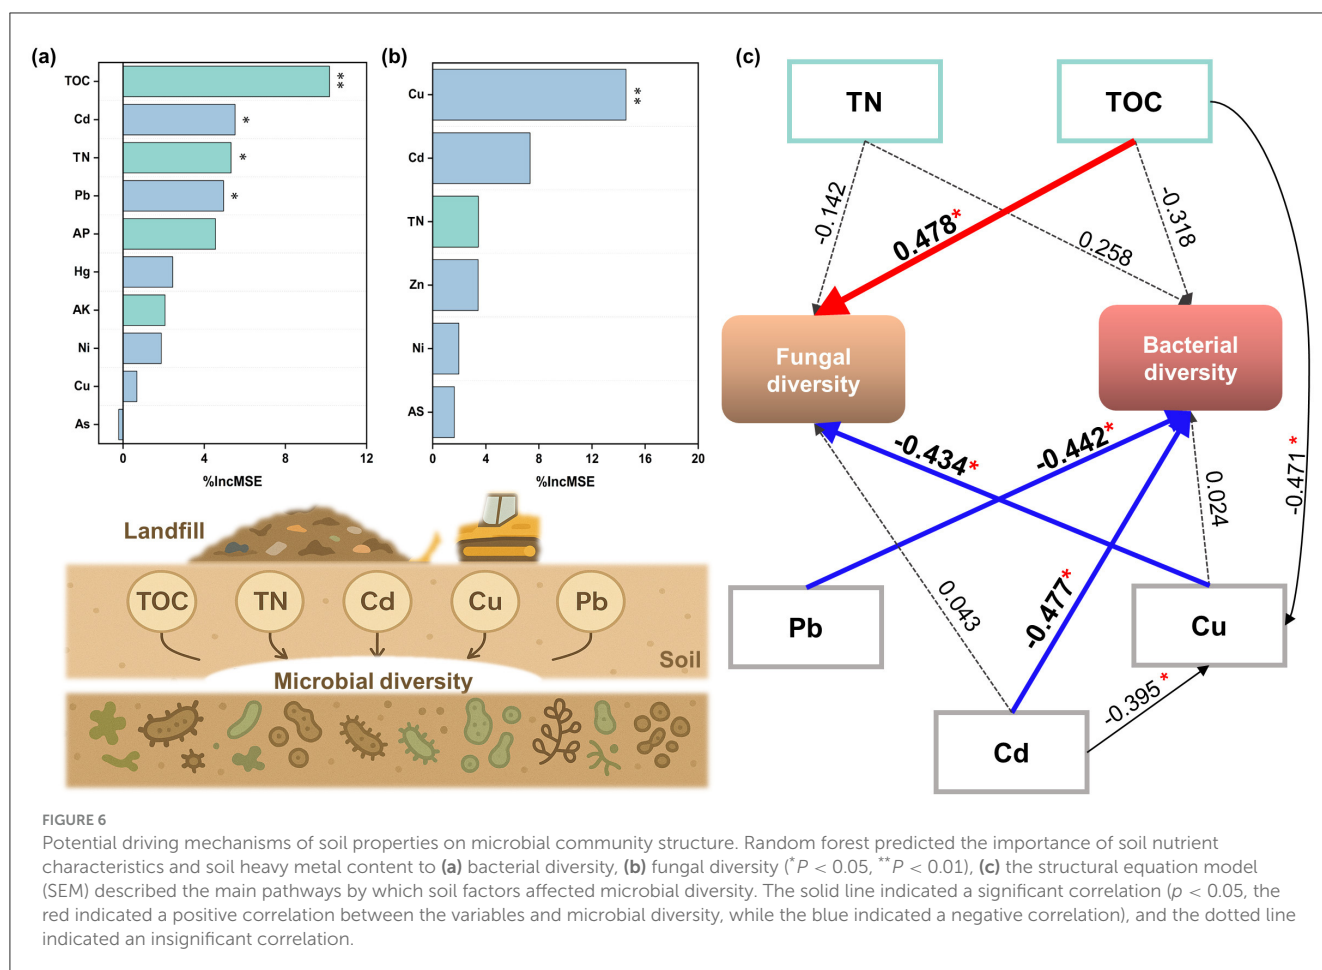 (a)
TOC
Cd
TN
Pb
AP
Hg
AK
Ni
Cu
As
**
*
*
*
0 4 8 12
%IncMSE
(b)
Cu
Cd
TN
Zn
Ni
AS
**
0 4 8 12 16 20
%IncMSE
(c)
TN
TOC
-0.142
0.478*
0.258
-0.318
Fungal
diversity
Bacterial
diversity
-0.434*
-0.442*
0.024
-0.471*
0.043
-0.477*
Pb
Cu
-0.395*
Cd
Landfill
TOC TN Cd Cu Pb
Soil
Microbial diversity
FIGURE 6
Potential driving mechanisms of soil properties on microbial community structure. Random forest predicted the importance of soil nutrient
characteristics and soil heavy metal content to (a) bacterial diversity, (b) fungal diversity (*P < 0.05, **P < 0.01), (c) the structural equation model
(SEM) described the main pathways by which soil factors affected microbial diversity. The solid line indicated a significant correlation (p < 0.05, the
red indicated a positive correlation between the variables and microbial diversity, while the blue indicated a negative correlation), and the dotted line
indicated an insignificant correlation.